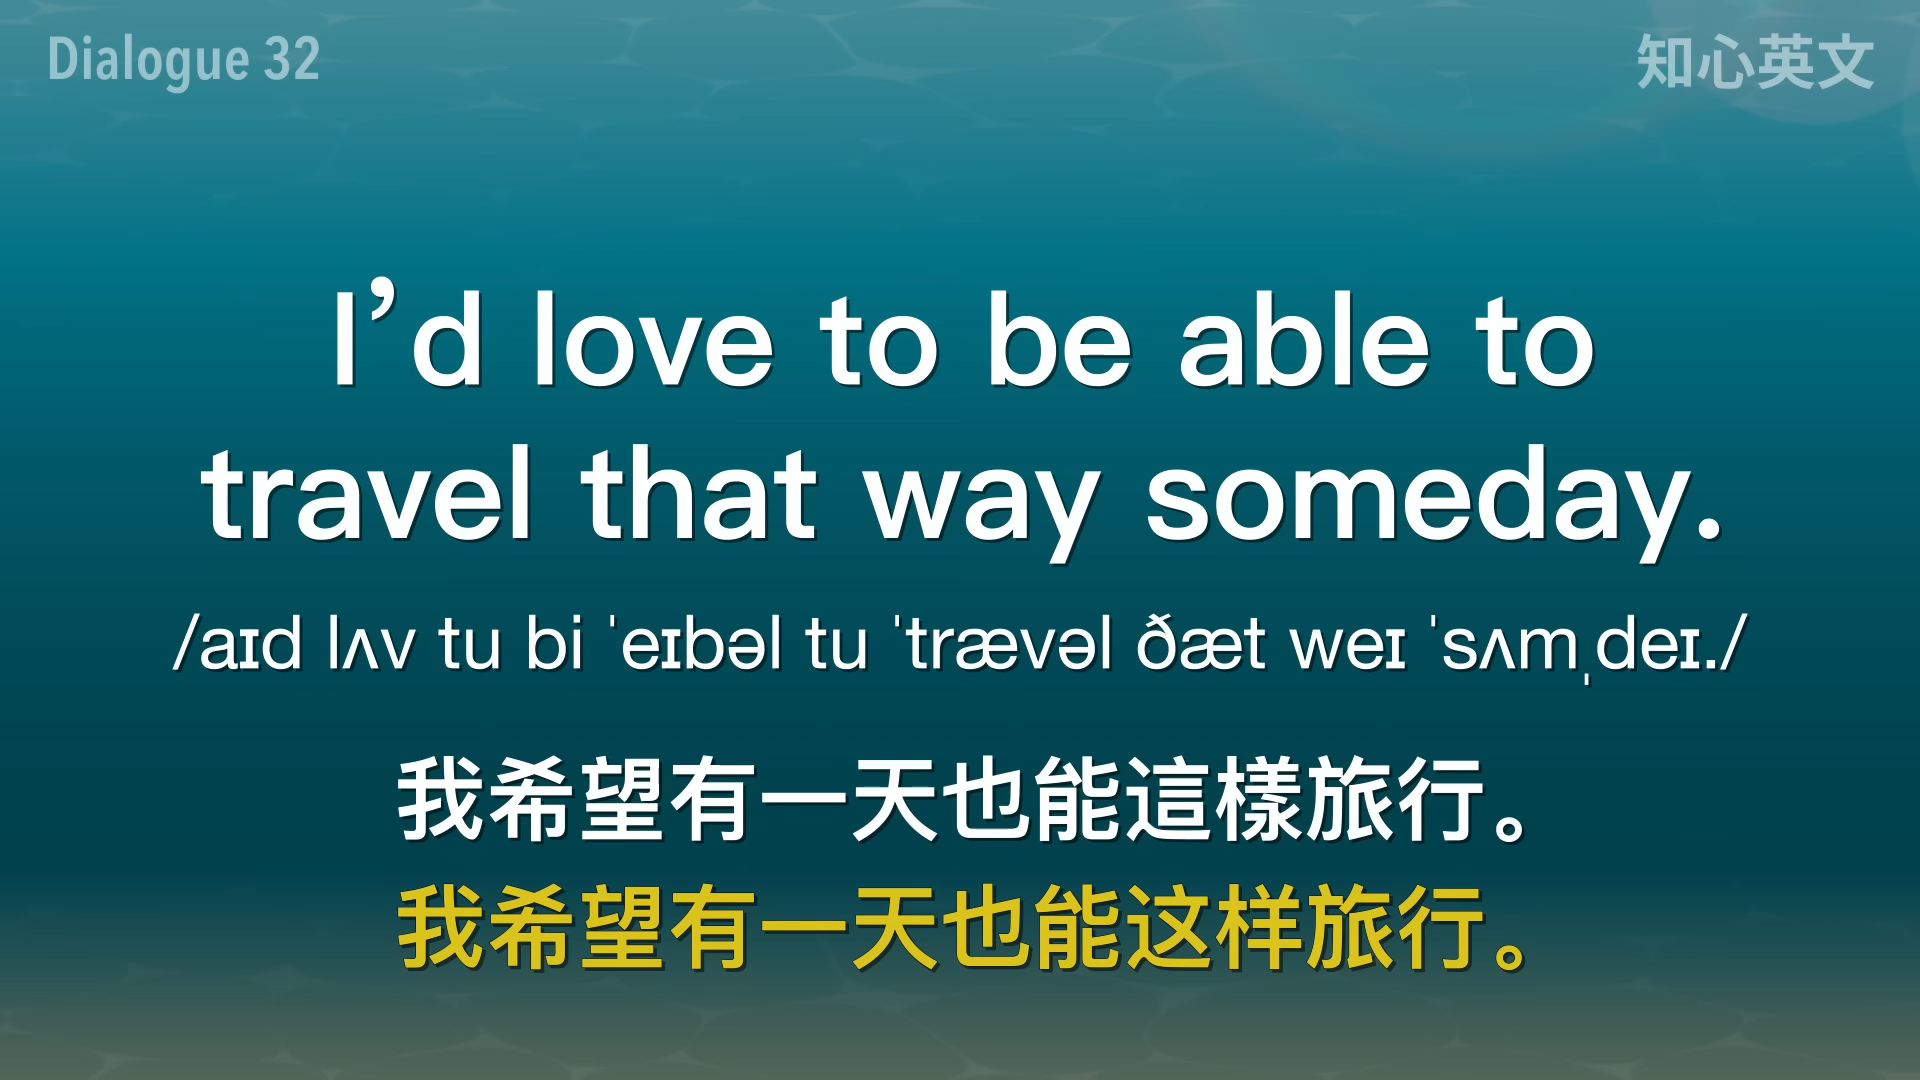 Dialogue 32
知心英文
I’d love to be able to
travel that way someday.
/aɪd lʌv tu bi ˈeɪbəl tu ˈtrævəl ðæt weɪ ˈsʌmˌdeɪ./
我希望有一天也能這樣旅行。
我希望有一天也能这样旅行。